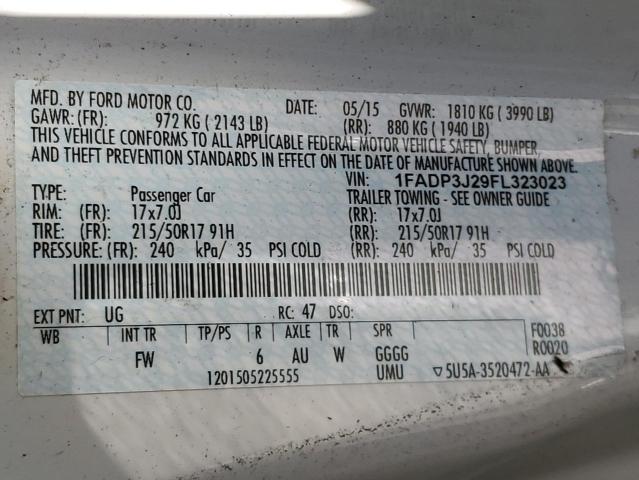 MFD. BY FORD MOTOR CO. DATE: 05/15 GVWR: 1810 KG ( 3990 LB)
GAWR: (FR): 972 KG ( 2143 LB) (RR): 880 KG ( 1940 LB)
THIS VEHICLE CONFORMS TO ALL APPLICABLE FEDERAL MOTOR VEHICLE SAFETY, BUMPER,
AND THEFT PREVENTION STANDARDS IN EFFECT ON THE DATE OF MANUFACTURE SHOWN ABOVE.
VIN: 1FADP3J29FL323023
TYPE: Passenger Car TRAILER TOWING - SEE OWNER GUIDE
RIM: (FR): 17x7.0J (RR): 17x7.0J
TIRE: (FR): 215/50R17 91H (RR): 215/50R17 91H
PRESSURE: (FR): 240 kPa/ 35 PSI COLD (RR): 240 kPa/ 35 PSI COLD
EXT PNT: UG RC: 47 DSO:
WB INT TR TP/PS R AXLE TR SPR F0038
FW 6 AU W GGGG R0020
1201505225555 UMU ▽5U5A-3520472-AA